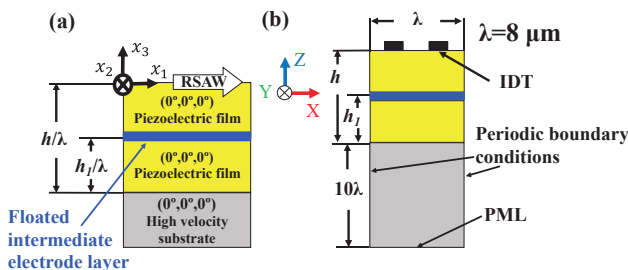 (a)
x3
x2
x1
RSAW
(0°,0°,0°)
Piezoelectric film
h/λ
h1/λ
(0°,0°,0°)
Piezoelectric film
(0°,0°,0°)
High velocity
substrate
Floated
intermediate
electrode layer
Z
Y
X
(b)
λ
λ=8 μm
h
IDT
h1
Periodic boundary
conditions
10λ
PML